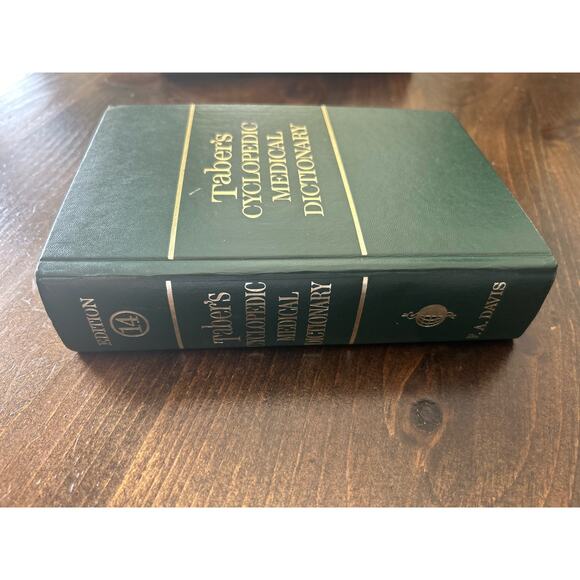 Taber's
CYCLOPEDIC
MEDICAL
DICTIONARY
EDITION
14
Taber's
CYCLOPEDIC
MEDICAL
DICTIONARY
F. A. DAVIS